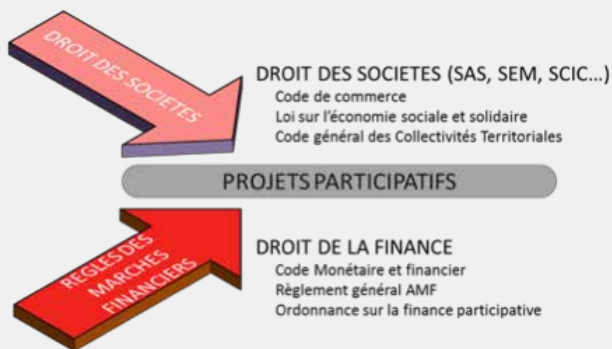 DROIT DES SOCIETES
DROIT DES SOCIETES (SAS, SEM, SCIC...)
Code de commerce
Loi sur l'économie sociale et solidaire
Code général des Collectivités Territoriales
PROJETS PARTICIPATIFS
REGLES DES
MARCHES
FINANCIERS
DROIT DE LA FINANCE
Code Monétaire et financier
Règlement général AMF
Ordonnance sur la finance participative